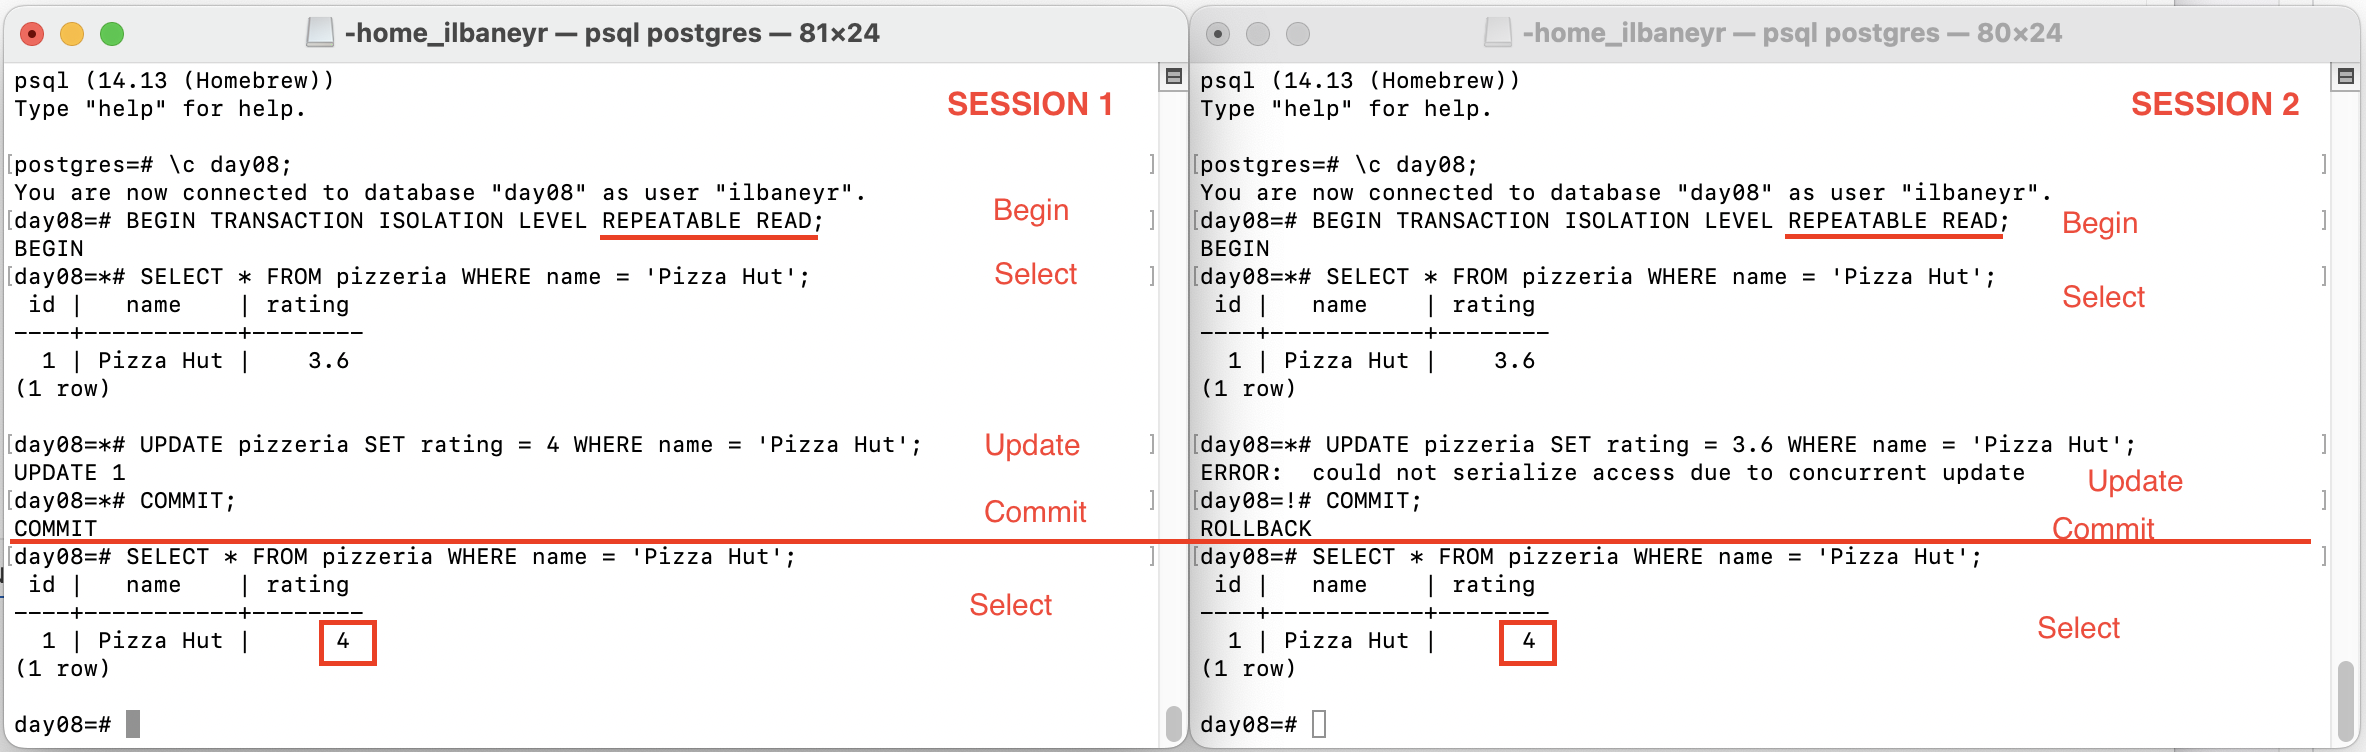 -home_ilbaneyr — psql postgres — 81×24
psql (14.13 (Homebrew))
Type "help" for help.
SESSION 1
[postgres=# \c day08; ]
You are now connected to database "day08" as user "ilbaneyr".
[day08=# BEGIN TRANSACTION ISOLATION LEVEL REPEATABLE READ; ]
Begin
BEGIN
[day08=*# SELECT * FROM pizzeria WHERE name = 'Pizza Hut'; ]
Select
 id |   name    | rating
----+-----------+--------
  1 | Pizza Hut |    3.6
(1 row)
[day08=*# UPDATE pizzeria SET rating = 4 WHERE name = 'Pizza Hut'; ]
Update
UPDATE 1
[day08=*# COMMIT; ]
Commit
COMMIT
[day08=# SELECT * FROM pizzeria WHERE name = 'Pizza Hut'; ]
 id |   name    | rating
----+-----------+--------
Select
  1 | Pizza Hut |      4
(1 row)
day08=#
-home_ilbaneyr — psql postgres — 80×24
psql (14.13 (Homebrew))
Type "help" for help.
SESSION 2
[postgres=# \c day08; ]
You are now connected to database "day08" as user "ilbaneyr".
[day08=# BEGIN TRANSACTION ISOLATION LEVEL REPEATABLE READ; ]
Begin
BEGIN
[day08=*# SELECT * FROM pizzeria WHERE name = 'Pizza Hut'; ]
Select
 id |   name    | rating
----+-----------+--------
  1 | Pizza Hut |    3.6
(1 row)
[day08=*# UPDATE pizzeria SET rating = 3.6 WHERE name = 'Pizza Hut'; ]
ERROR:  could not serialize access due to concurrent update
Update
[day08=!# COMMIT; ]
ROLLBACK
Commit
[day08=# SELECT * FROM pizzeria WHERE name = 'Pizza Hut'; ]
 id |   name    | rating
----+-----------+--------
  1 | Pizza Hut |      4
Select
(1 row)
day08=#